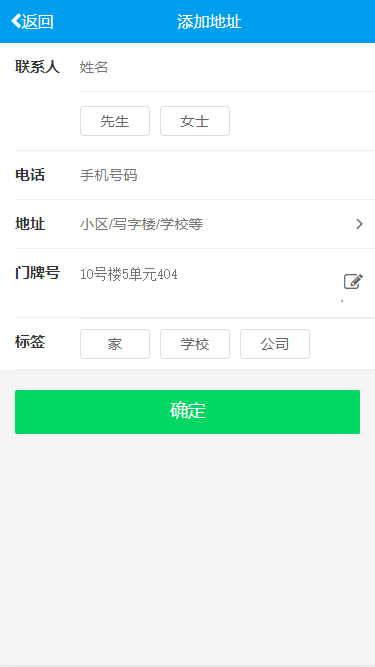 返回 添加地址
联系人 姓名
先生 女士
电话 手机号码
地址 小区/写字楼/学校等
门牌号 10号楼5单元404
标签 家 学校 公司
确定